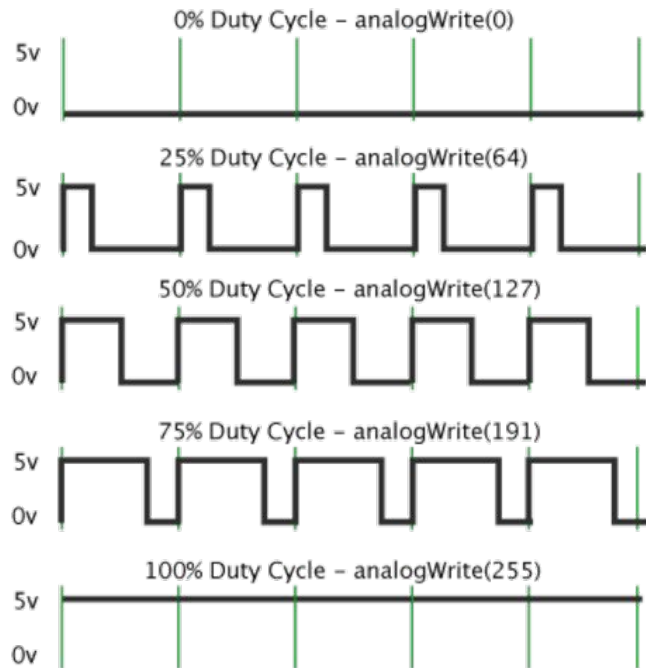 0% Duty Cycle – analogWrite(0)
5v
0v
25% Duty Cycle – analogWrite(64)
5v
0v
50% Duty Cycle – analogWrite(127)
5v
0v
75% Duty Cycle – analogWrite(191)
5v
0v
100% Duty Cycle – analogWrite(255)
5v
0v